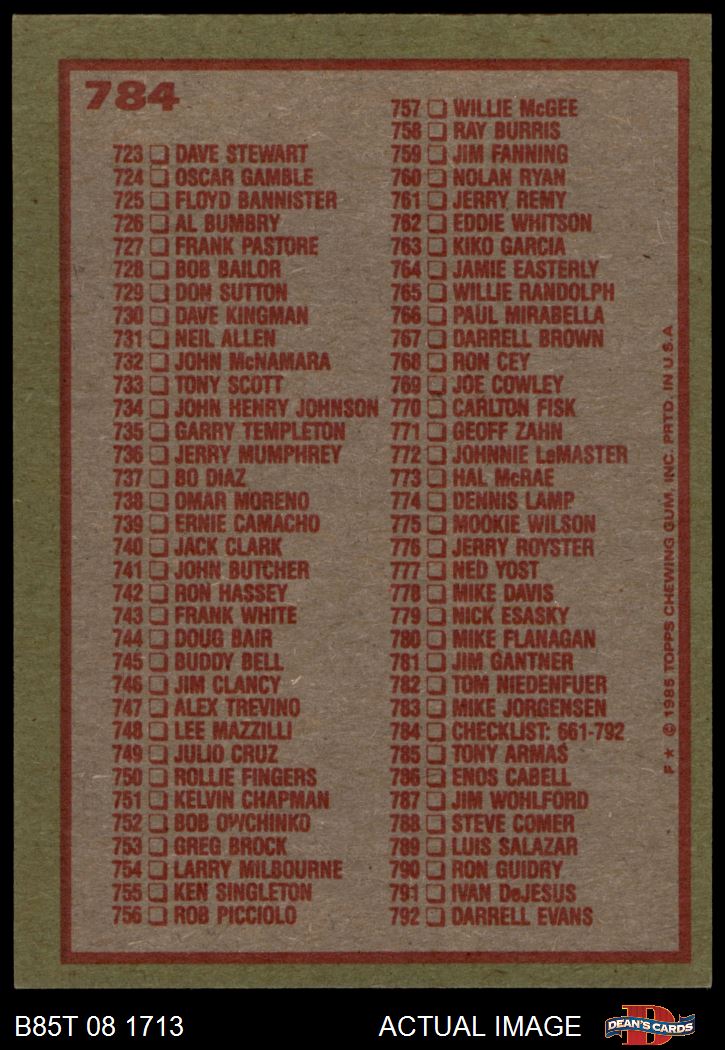 784
723 DAVE STEWART
724 OSCAR GAMBLE
725 FLOYD BANNISTER
726 AL BUMBRY
727 FRANK PASTORE
728 BOB BAILOR
729 DON SUTTON
730 DAVE KINGMAN
731 NEIL ALLEN
732 JOHN McNAMARA
733 TONY SCOTT
734 JOHN HENRY JOHNSON
735 GARRY TEMPLETON
736 JERRY MUMPHREY
737 BO DIAZ
738 OMAR MORENO
739 ERNIE CAMACHO
740 JACK CLARK
741 JOHN BUTCHER
742 RON HASSEY
743 FRANK WHITE
744 DOUG BAIR
745 BUDDY BELL
746 JIM CLANCY
747 ALEX TREVINO
748 LEE MAZZILLI
749 JULIO CRUZ
750 ROLLIE FINGERS
751 KELVIN CHAPMAN
752 BOB OWCHINKO
753 GREG BROCK
754 LARRY MILBOURNE
755 KEN SINGLETON
756 ROB PICCIOLO
757 WILLIE McGEE
758 RAY BURRIS
759 JIM FANNING
760 NOLAN RYAN
761 JERRY REMY
762 EDDIE WHITSON
763 KIKO GARCIA
764 JAMIE EASTERLY
765 WILLIE RANDOLPH
766 PAUL MIRABELLA
767 DARRELL BROWN
768 RON CEY
769 JOE COWLEY
770 CARLTON FISK
771 GEOFF ZAHN
772 JOHNNIE LeMASTER
773 HAL McRAE
774 DENNIS LAMP
775 MOOKIE WILSON
776 JERRY ROYSTER
777 NED YOST
778 MIKE DAVIS
779 NICK ESASKY
780 MIKE FLANAGAN
781 JIM GANTNER
782 TOM NIEDENFUER
783 MIKE JORGENSEN
784 CHECKLIST: 661-792
785 TONY ARMAS
786 ENOS CABELL
787 JIM WOHLFORD
788 STEVE COMER
789 LUIS SALAZAR
790 RON GUIDRY
791 IVAN DeJESUS
792 DARRELL EVANS
F ★ © 1985 TOPPS CHEWING GUM, INC. PRTD. IN U.S.A.
B85T 08 1713
ACTUAL IMAGE
D
DEAN'S CARDS